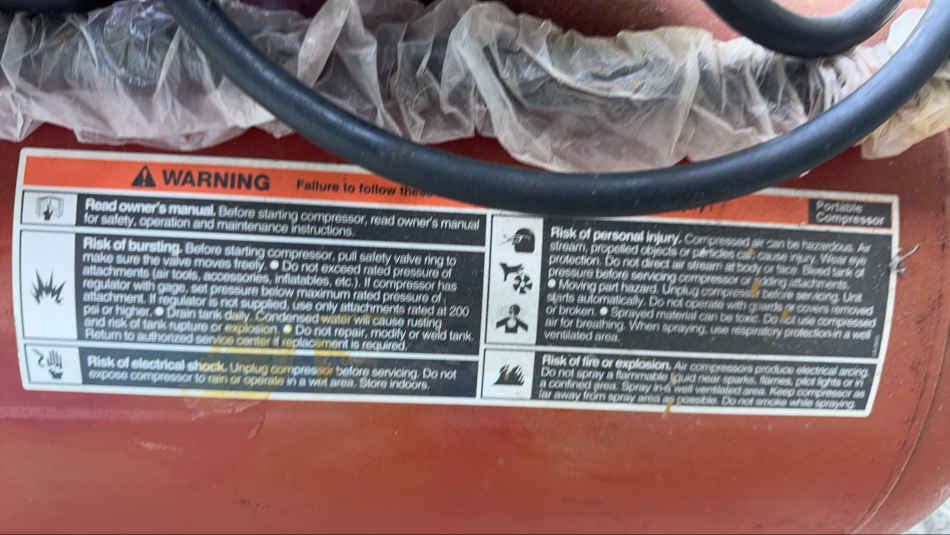 WARNING Failure to follow these
Portable
Compressor
Read owner's manual. Before starting compressor, read owner's manual
for safety, operation and maintenance instructions.
Risk of bursting. Before starting compressor, pull safety valve ring to
make sure the valve moves freely. ● Do not exceed rated pressure of
attachments (air tools, accessories, inflatables, etc.). If compressor has
regulator with gage, set pressure below maximum rated pressure of
attachment. If regulator is not supplied, use only attachments rated at 200
psi or higher. ● Drain tank daily. Condensed water will cause rusting
and risk of tank rupture or explosion. ● Do not repair, modify or weld tank.
Return to authorized service center if replacement is required.
Risk of electrical shock. Unplug compressor before servicing. Do not
expose compressor to rain or operate in a wet area. Store indoors.
Risk of personal injury. Compressed air can be hazardous. Air
stream, propelled objects or particles can cause injury. Wear eye
protection. Do not direct air stream at body or face. Bleed tank of
pressure before servicing compressor or adding attachments.
● Moving part hazard. Unplug compressor before servicing. Unit
starts automatically. Do not operate with guards or covers removed
or broken. ● Sprayed material can be toxic. Do not use compressed
air for breathing. When spraying, use respiratory protection in a well
ventilated area.
Risk of fire or explosion. Air compressors produce electrical arcing.
Do not spray a flammable liquid near sparks, flames, pilot lights or in
a confined area. Spray in a well ventilated area. Keep compressor as
far away from spray area as possible. Do not smoke while spraying.